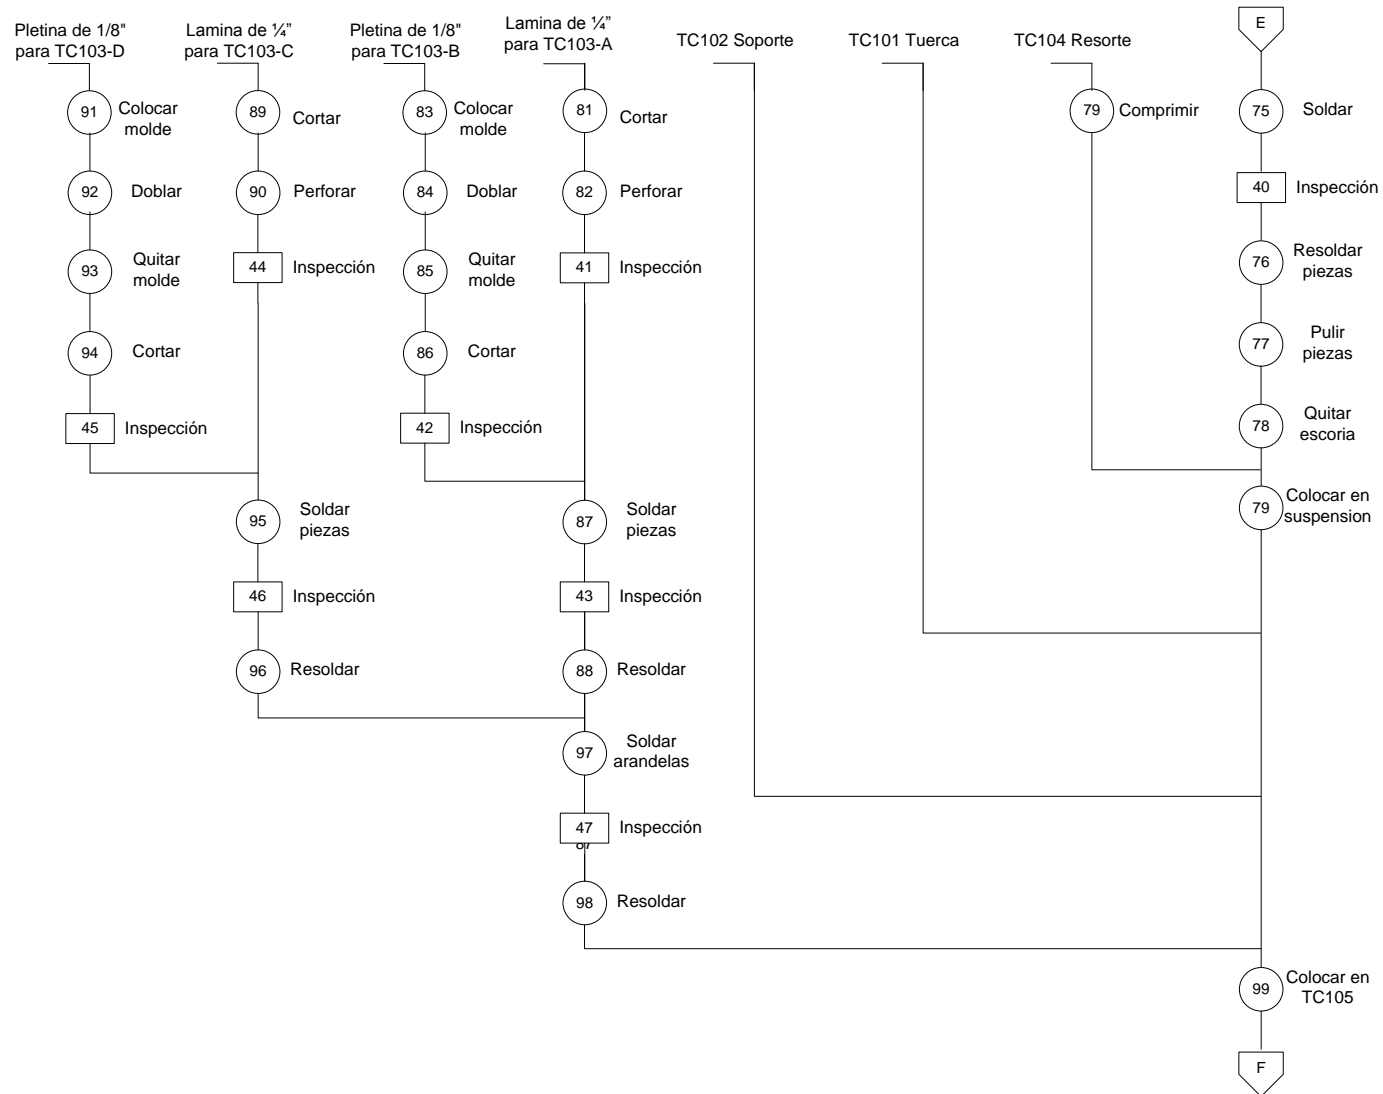 Pletina de 1/8"
para TC103-D
Lamina de ¼”
para TC103-C
Pletina de 1/8"
para TC103-B
Lamina de ¼”
para TC103-A
TC102 Soporte
TC101 Tuerca
TC104 Resorte
E
91
Colocar
molde
89
Cortar
83
Colocar
molde
81
Cortar
79
Comprimir
75
Soldar
92
Doblar
90
Perforar
84
Doblar
82
Perforar
40
Inspección
93
Quitar
molde
44
Inspección
85
Quitar
molde
41
Inspección
76
Resoldar
piezas
94
Cortar
86
Cortar
77
Pulir
piezas
45
Inspección
42
Inspección
78
Quitar
escoria
95
Soldar
piezas
87
Soldar
piezas
79
Colocar en
suspension
46
Inspección
43
Inspección
96
Resoldar
88
Resoldar
97
Soldar
arandelas
47
Inspección
87
98
Resoldar
99
Colocar en
TC105
F